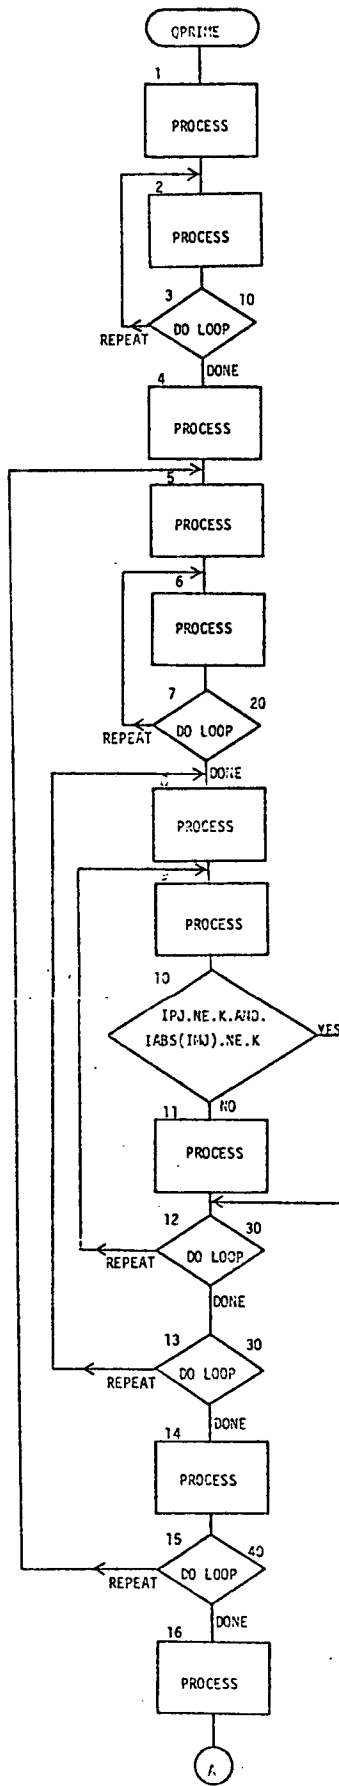 QPRIME
1
PROCESS
2
PROCESS
3 10
DO LOOP
REPEAT
DONE
4
PROCESS
5
PROCESS
6
PROCESS
7 20
DO LOOP
REPEAT
DONE
PROCESS
PROCESS
10
IPJ.NE.K.AND.
IABS(IMJ).NE.K
YES
NO
11
PROCESS
12 30
DO LOOP
REPEAT
DONE
13 30
DO LOOP
REPEAT
DONE
14
PROCESS
15 40
DO LOOP
REPEAT
DONE
16
PROCESS
A